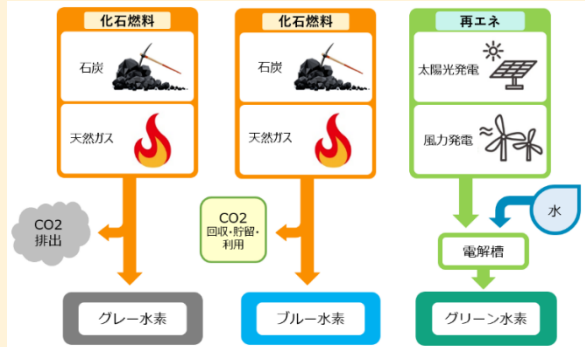 化石燃料
石炭
天然ガス
CO2
排出
グレー水素
化石燃料
石炭
天然ガス
CO2
回収・貯留・
利用
ブルー水素
再エネ
太陽光発電
風力発電
水
電解槽
グリーン水素